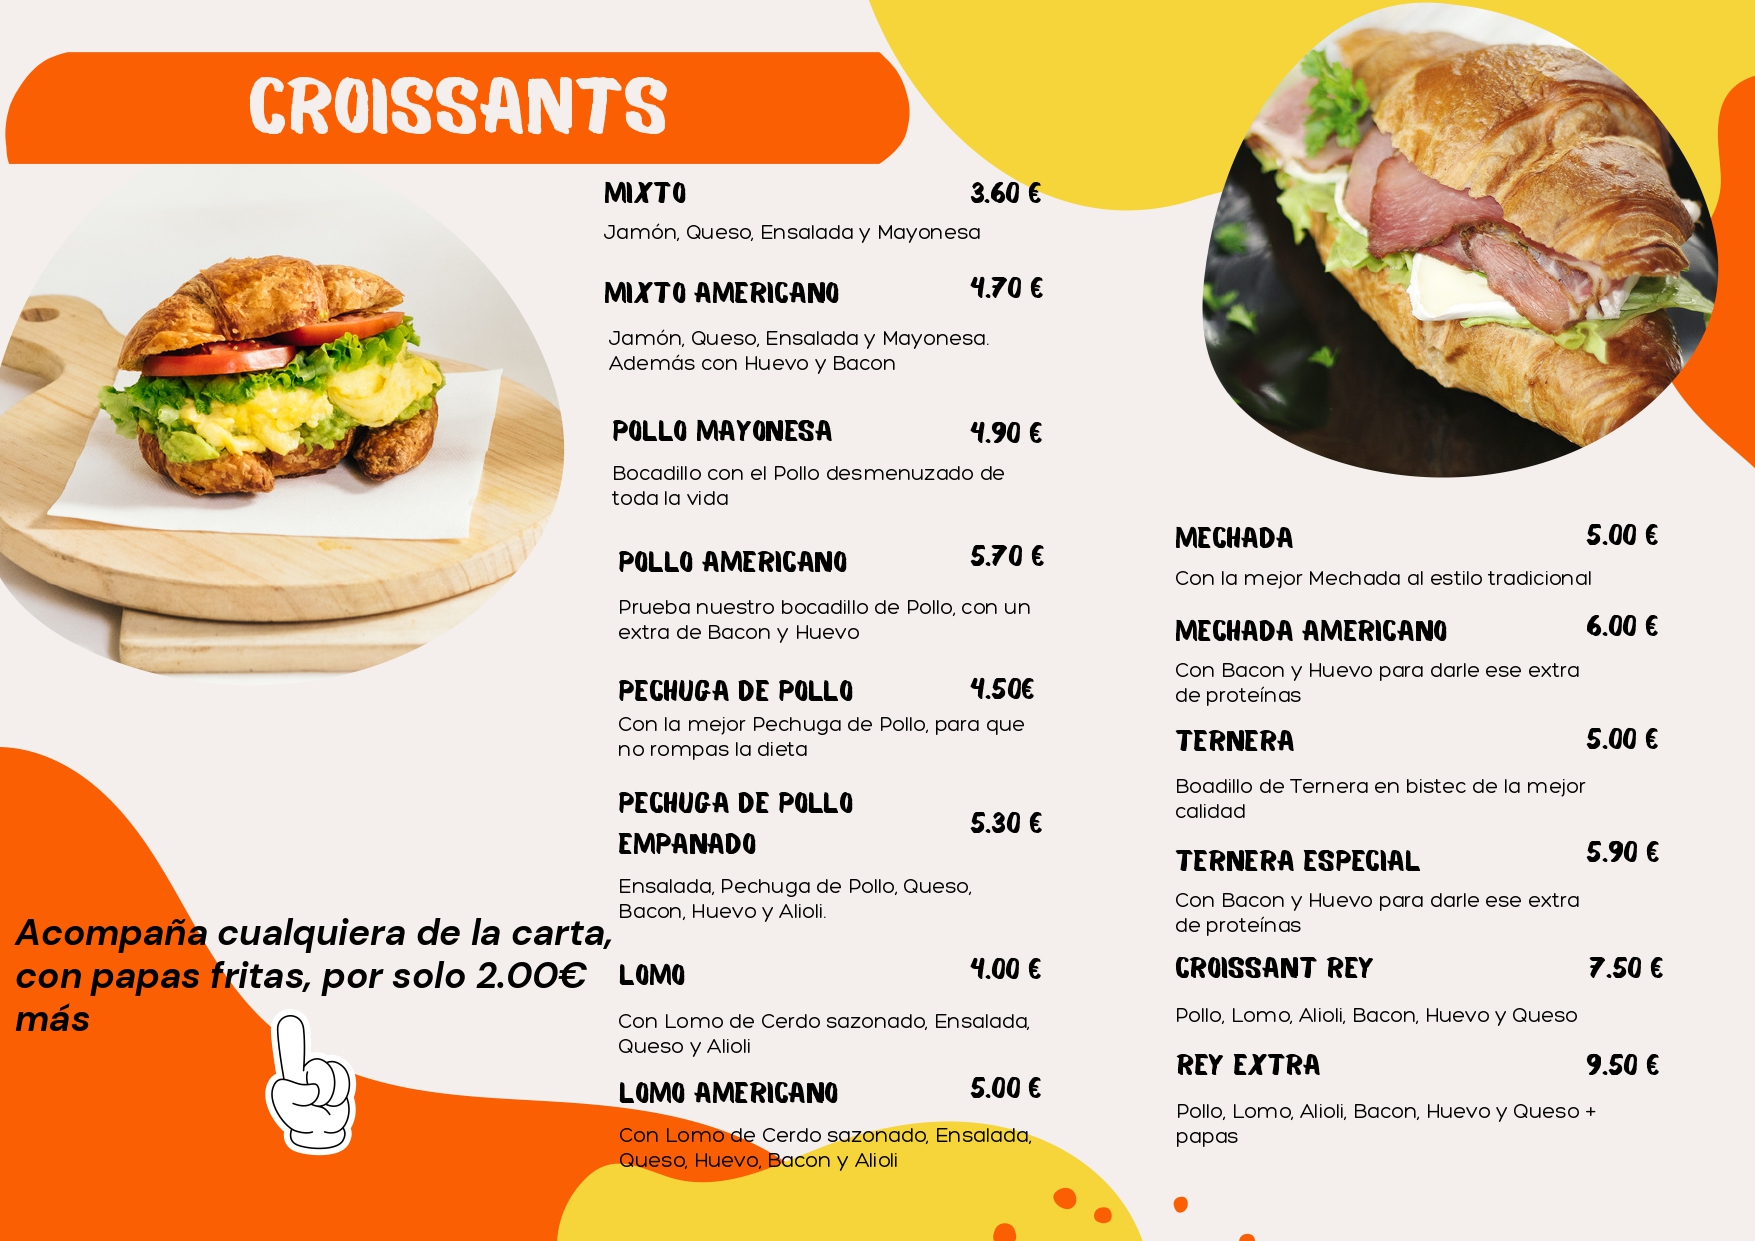 CROISSANTS
MIXTO 3.60 €
Jamón, Queso, Ensalada y Mayonesa
MIXTO AMERICANO 4.70 €
Jamón, Queso, Ensalada y Mayonesa.
Además con Huevo y Bacon
POLLO MAYONESA 4.90 €
Bocadillo con el Pollo desmenuzado de
toda la vida
POLLO AMERICANO 5.70 €
Prueba nuestro bocadillo de Pollo, con un
extra de Bacon y Huevo
PECHUGA DE POLLO 4.50€
Con la mejor Pechuga de Pollo, para que
no rompas la dieta
PECHUGA DE POLLO
EMPANADO 5.30 €
Ensalada, Pechuga de Pollo, Queso,
Bacon, Huevo y Alioli.
LOMO 4.00 €
Con Lomo de Cerdo sazonado, Ensalada,
Queso y Alioli
LOMO AMERICANO 5.00 €
Con Lomo de Cerdo sazonado, Ensalada,
Queso, Huevo, Bacon y Alioli
MECHADA 5.00 €
Con la mejor Mechada al estilo tradicional
MECHADA AMERICANO 6.00 €
Con Bacon y Huevo para darle ese extra
de proteínas
TERNERA 5.00 €
Boadillo de Ternera en bistec de la mejor
calidad
TERNERA ESPECIAL 5.90 €
Con Bacon y Huevo para darle ese extra
de proteínas
CROISSANT REY 7.50 €
Pollo, Lomo, Alioli, Bacon, Huevo y Queso
REY EXTRA 9.50 €
Pollo, Lomo, Alioli, Bacon, Huevo y Queso +
papas
Acompaña cualquiera de la carta,
con papas fritas, por solo 2.00€
más